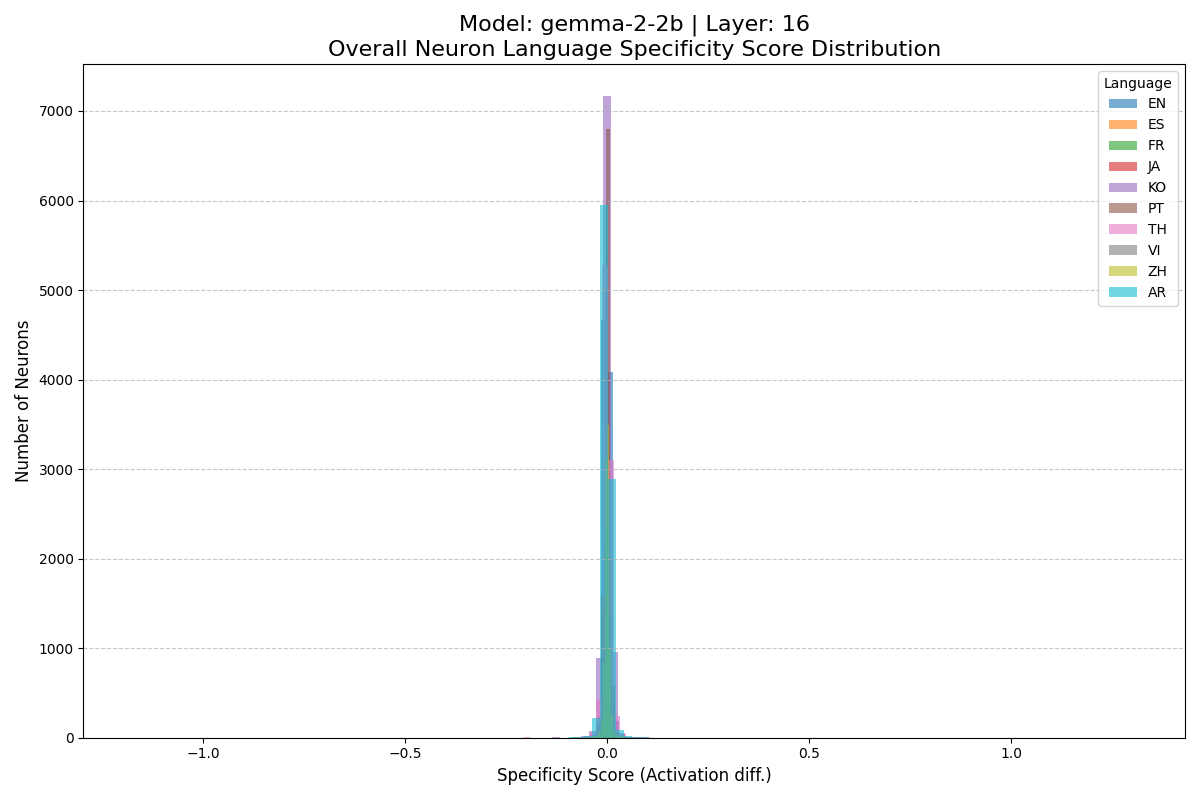 Model: gemma-2-2b | Layer: 16
Overall Neuron Language Specificity Score Distribution
Language
EN
ES
FR
JA
KO
PT
TH
VI
ZH
AR
Number of Neurons
7000
6000
5000
4000
3000
2000
1000
0
−1.0
−0.5
0.0
0.5
1.0
Specificity Score (Activation diff.)